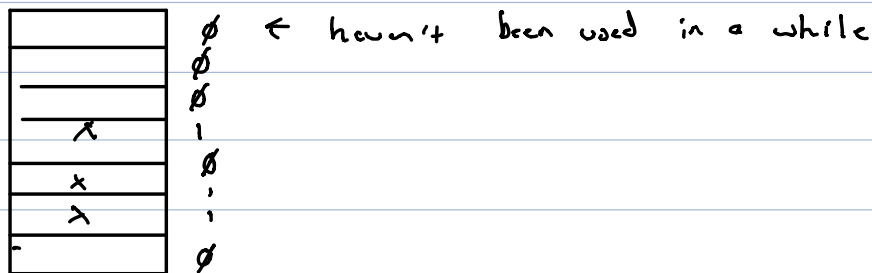 Ø ← haven't been used in a while
Ø
Ø
x 1
Ø
x 1
x 1
Ø